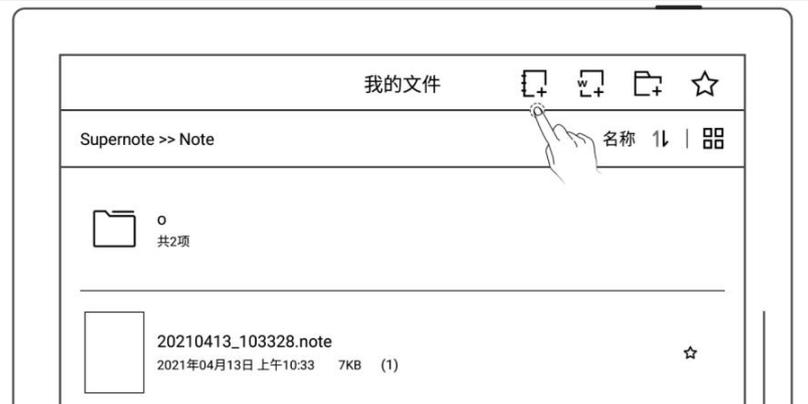 我的文件
W
Supernote >> Note
名称
o
共2项
20210413_103328.note
2021年04月13日 上午10:33 7KB (1)